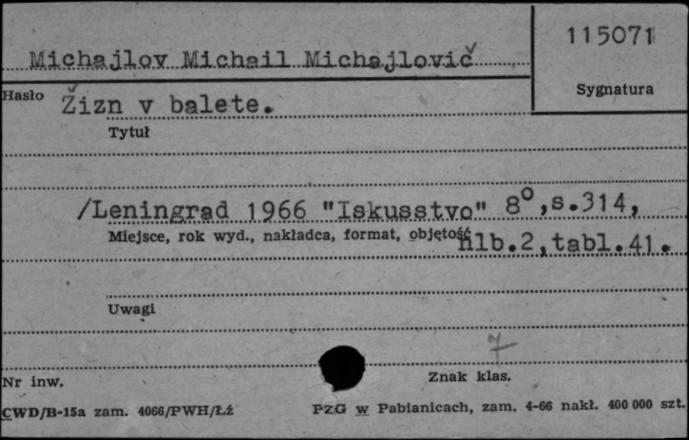 115071
Michajlov Michail Michajlovič
Sygnatura
Hasło Žizn v balete.
Tytuł
/Leningrad 1966 "Iskusstvo" 8°,s.314,
Miejsce, rok wyd., nakładca, format, objętość nlb.2,tabl.41.
Uwagi
7
Nr inw. Znak klas.
CWD/B-15a zam. 4066/PWH/Łź PZG w Pabianicach, zam. 4-66 nakł. 400 000 szt.